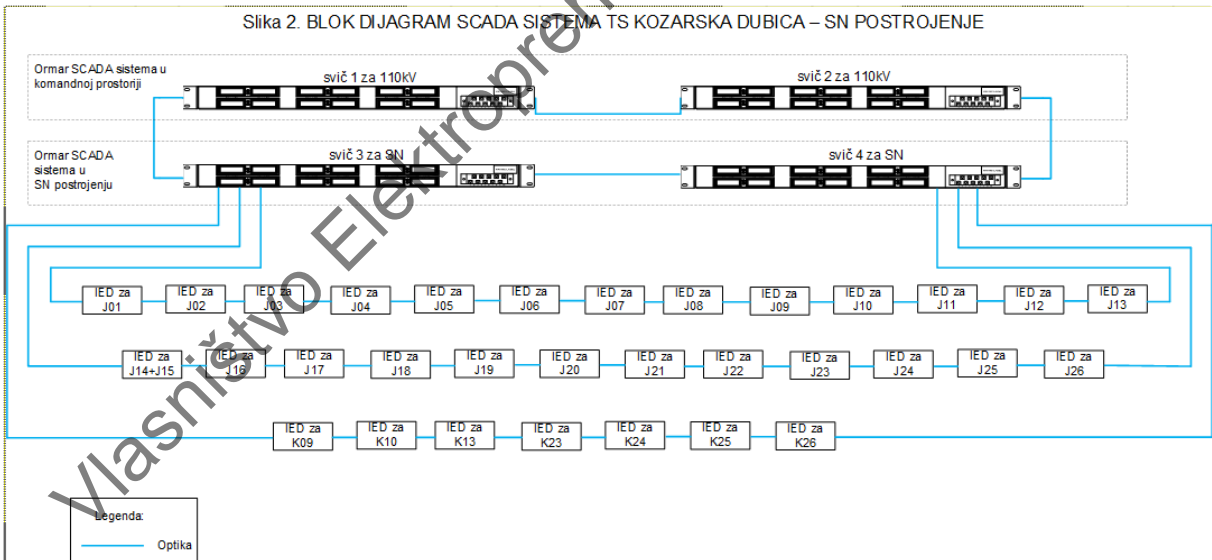 Slika 2. BLOK DIJAGRAM SCADA SISTEMA TS KOZARSKA DUBICA – SN POSTROJENJE
Ormar SCADA sistema u
komandnoj prostoriji
svič 1 za 110kV
svič 2 za 110kV
Ormar SCADA
sistema u
SN postrojenju
svič 3 za SN
svič 4 za SN
IED za
J01
IED za
J02
IED za
J03
IED za
J04
IED za
J05
IED za
J06
IED za
J07
IED za
J08
IED za
J09
IED za
J10
IED za
J11
IED za
J12
IED za
J13
IED za
J14+J15
IED za
J16
IED za
J17
IED za
J18
IED za
J19
IED za
J20
IED za
J21
IED za
J22
IED za
J23
IED za
J24
IED za
J25
IED za
J26
IED za
K09
IED za
K10
IED za
K13
IED za
K23
IED za
K24
IED za
K25
IED za
K26
Legenda:
Optika
Vlasništvo Elektopren